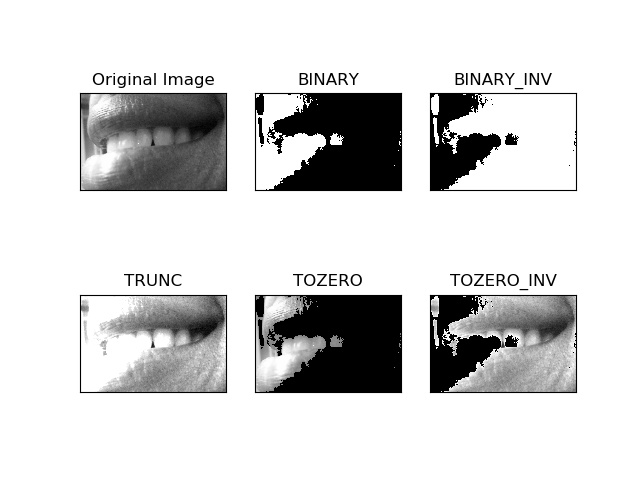 Original Image
BINARY
BINARY_INV
TRUNC
TOZERO
TOZERO_INV